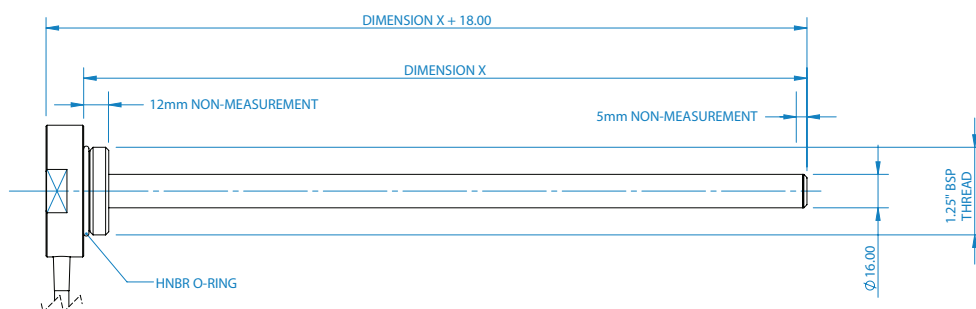 DIMENSION X + 18.00
DIMENSION X
12mm NON-MEASUREMENT
5mm NON-MEASUREMENT
1.25" BSP
THREAD
Ø 16.00
HNBR O-RING